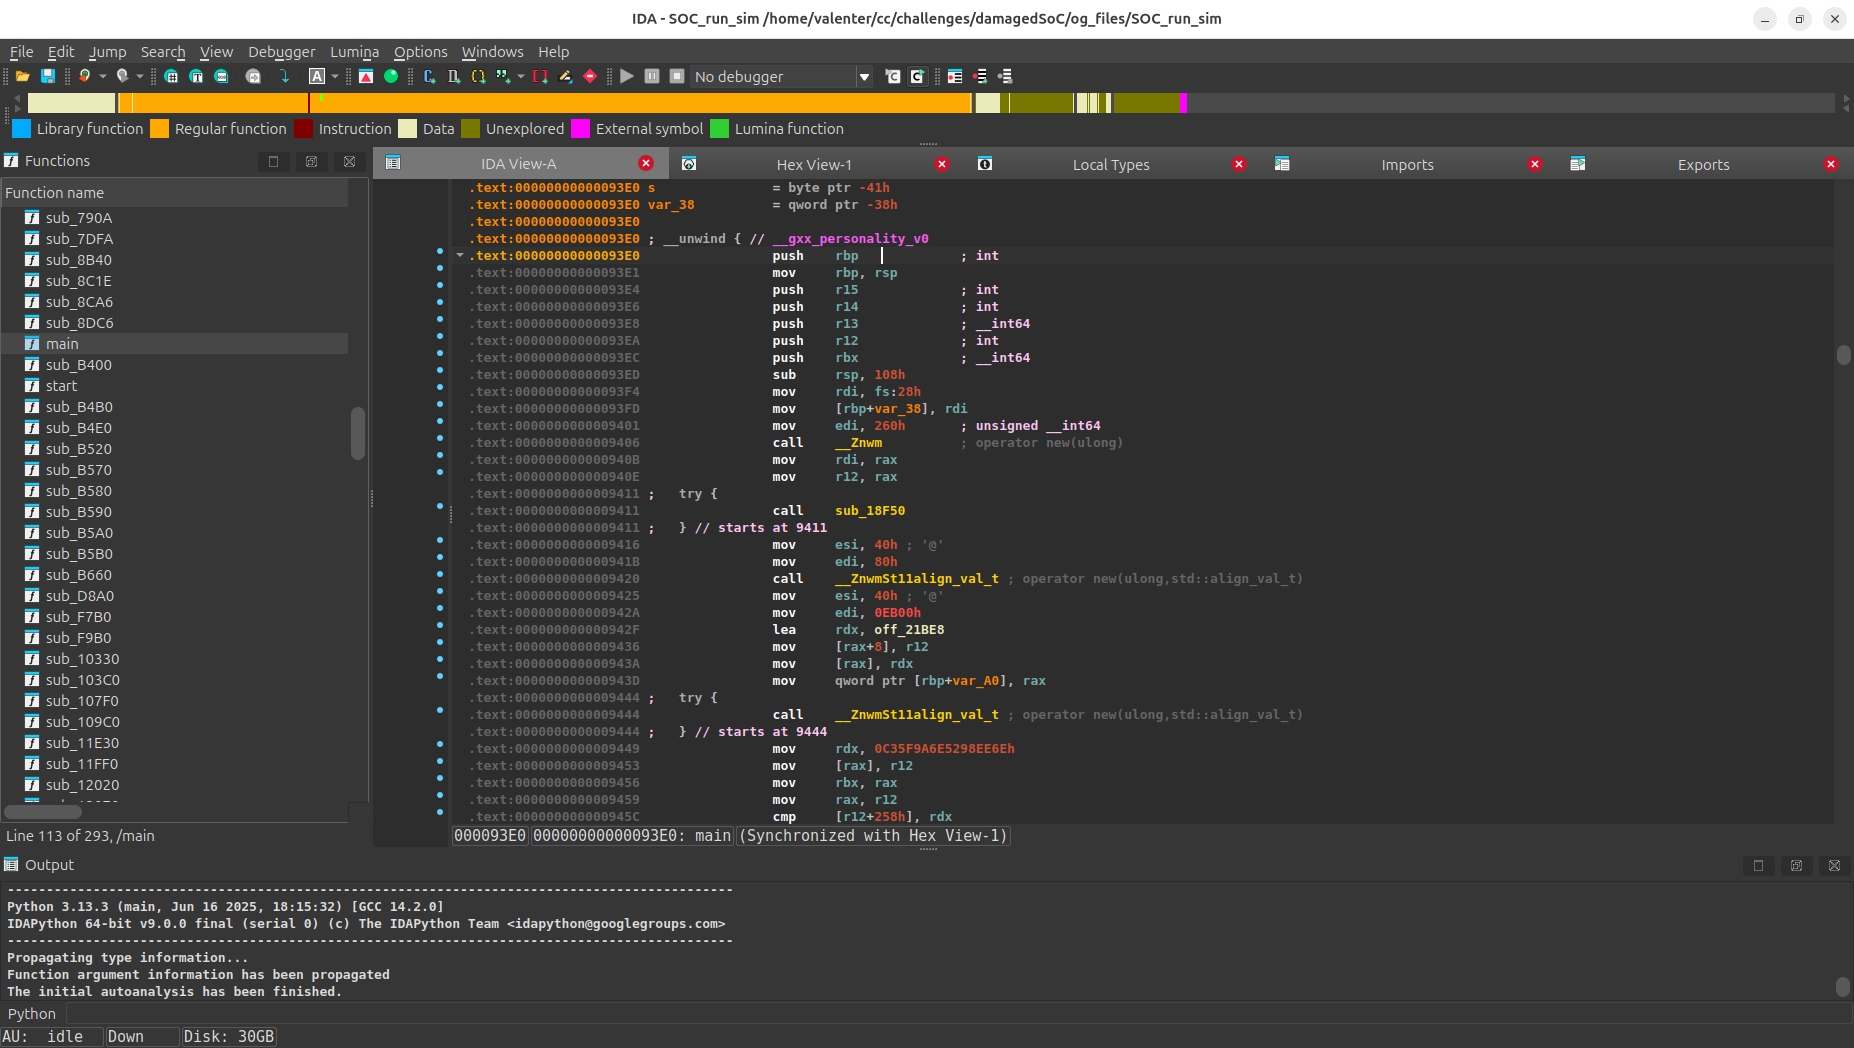 IDA - SOC_run_sim /home/valenter/cc/challenges/damagedSoC/og_files/SOC_run_sim
File Edit Jump Search View Debugger Lumina Options Windows Help
No debugger
Library function Regular function Instruction Data Unexplored External symbol Lumina function
Functions
Function name
sub_790A
sub_7DFA
sub_8B40
sub_8C1E
sub_8CA6
sub_8DC6
main
sub_B400
start
sub_B4B0
sub_B4E0
sub_B520
sub_B570
sub_B580
sub_B590
sub_B5A0
sub_B5B0
sub_B660
sub_D8A0
sub_F7B0
sub_F9B0
sub_10330
sub_103C0
sub_107F0
sub_109C0
sub_11E30
sub_11FF0
sub_12020
Line 113 of 293, /main
IDA View-A Hex View-1 Local Types Imports Exports
.text:00000000000093E0 s = byte ptr -41h
.text:00000000000093E0 var_38 = qword ptr -38h
.text:00000000000093E0
.text:00000000000093E0 ; __unwind { // __gxx_personality_v0
.text:00000000000093E0 push rbp ; int
.text:00000000000093E1 mov rbp, rsp
.text:00000000000093E4 push r15 ; int
.text:00000000000093E6 push r14 ; int
.text:00000000000093E8 push r13 ; __int64
.text:00000000000093EA push r12 ; int
.text:00000000000093EC push rbx ; __int64
.text:00000000000093ED sub rsp, 108h
.text:00000000000093F4 mov rdi, fs:28h
.text:00000000000093FD mov [rbp+var_38], rdi
.text:0000000000009401 mov edi, 260h ; unsigned __int64
.text:0000000000009406 call __Znwm ; operator new(ulong)
.text:000000000000940B mov rdi, rax
.text:000000000000940E mov r12, rax
.text:0000000000009411 ; try {
.text:0000000000009411 call sub_18F50
.text:0000000000009411 ; } // starts at 9411
.text:0000000000009416 mov esi, 40h ; '@'
.text:000000000000941B mov edi, 80h
.text:0000000000009420 call __ZnwmSt11align_val_t ; operator new(ulong,std::align_val_t)
.text:0000000000009425 mov esi, 40h ; '@'
.text:000000000000942A mov edi, 0EB00h
.text:000000000000942F lea rdx, off_21BE8
.text:0000000000009436 mov [rax+8], r12
.text:000000000000943A mov [rax], rdx
.text:000000000000943D mov qword ptr [rbp+var_A0], rax
.text:0000000000009444 ; try {
.text:0000000000009444 call __ZnwmSt11align_val_t ; operator new(ulong,std::align_val_t)
.text:0000000000009444 ; } // starts at 9444
.text:0000000000009449 mov rdx, 0C35F9A6E5298EE6Eh
.text:0000000000009453 mov [rax], r12
.text:0000000000009456 mov rbx, rax
.text:0000000000009459 mov rax, r12
.text:000000000000945C cmp [r12+258h], rdx
000093E0 00000000000093E0: main (Synchronized with Hex View-1)
Output
---------------------------------------------------------------------------------------------
Python 3.13.3 (main, Jun 16 2025, 18:15:32) [GCC 14.2.0]
IDAPython 64-bit v9.0.0 final (serial 0) (c) The IDAPython Team <idapython@googlegroups.com>
---------------------------------------------------------------------------------------------
Propagating type information...
Function argument information has been propagated
The initial autoanalysis has been finished.
Python
AU: idle Down Disk: 30GB